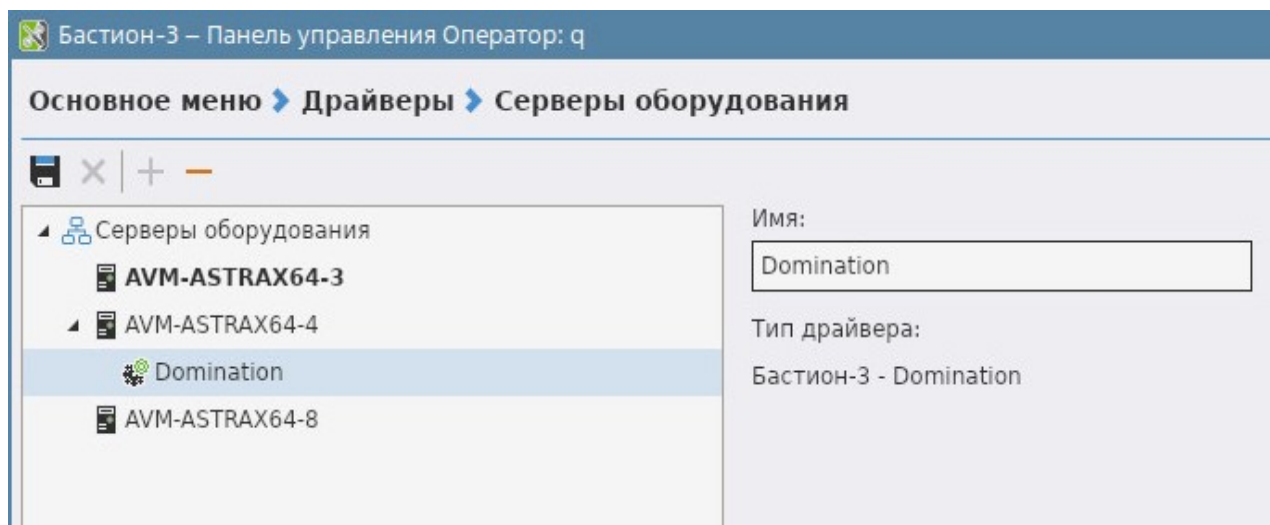 Бастион-3 – Панель управления Оператор: q
Основное меню Драйверы Серверы оборудования
Серверы оборудования
AVM-ASTRAX64-3
AVM-ASTRAX64-4
Domination
AVM-ASTRAX64-8
Имя:
Domination
Тип драйвера:
Бастион-3 - Domination